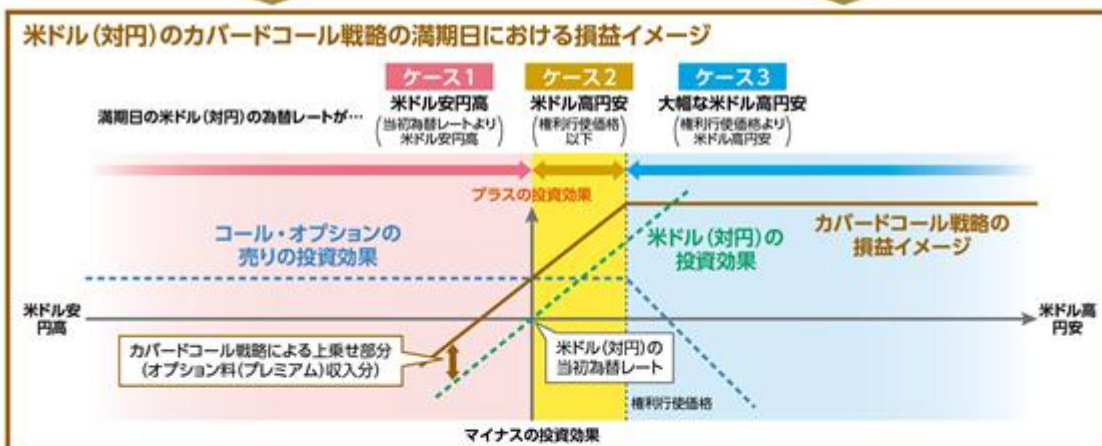 米ドル(対円)のカバードコール戦略の満期日における損益イメージ
ケース1
ケース2
ケース3
満期日の米ドル(対円)の為替レートが…
米ドル安円高
(当初為替レートより
米ドル安円高)
米ドル高円安
(権利行使価格
以下)
大幅な米ドル高円安
(権利行使価格より
米ドル高円安)
プラスの投資効果
コール・オプションの
売りの投資効果
米ドル(対円)の
投資効果
カバードコール戦略の
損益イメージ
米ドル安
円高
米ドル高
円安
カバードコール戦略による上乗せ部分
(オプション料(プレミアム)収入分)
米ドル(対円)の
当初為替レート
権利行使価格
マイナスの投資効果